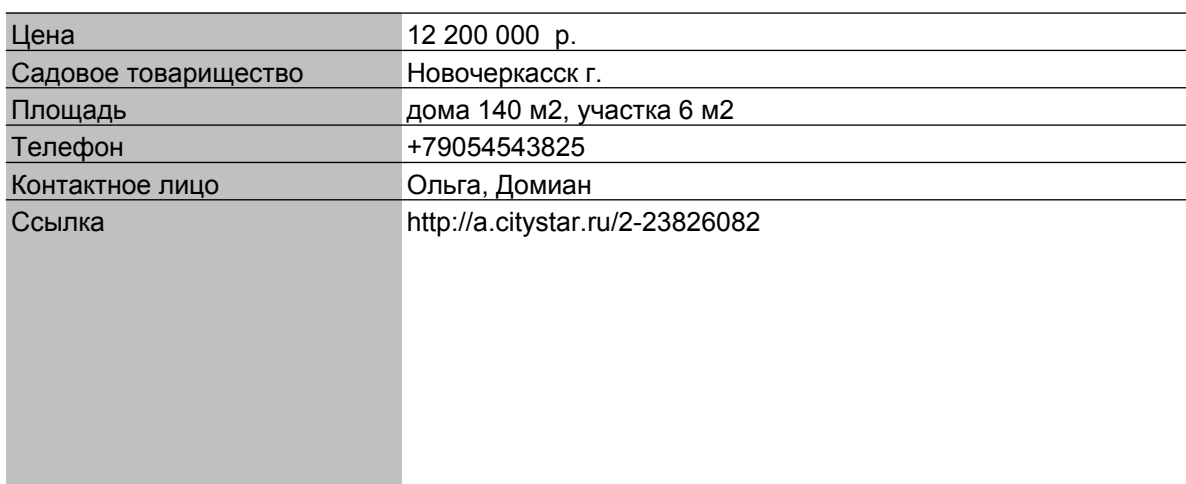 Цена 12 200 000 р.
Садовое товарищество Новочеркасск г.
Площадь дома 140 м2, участка 6 м2
Телефон +79054543825
Контактное лицо Ольга, Домиан
Ссылка http://a.citystar.ru/2-23826082